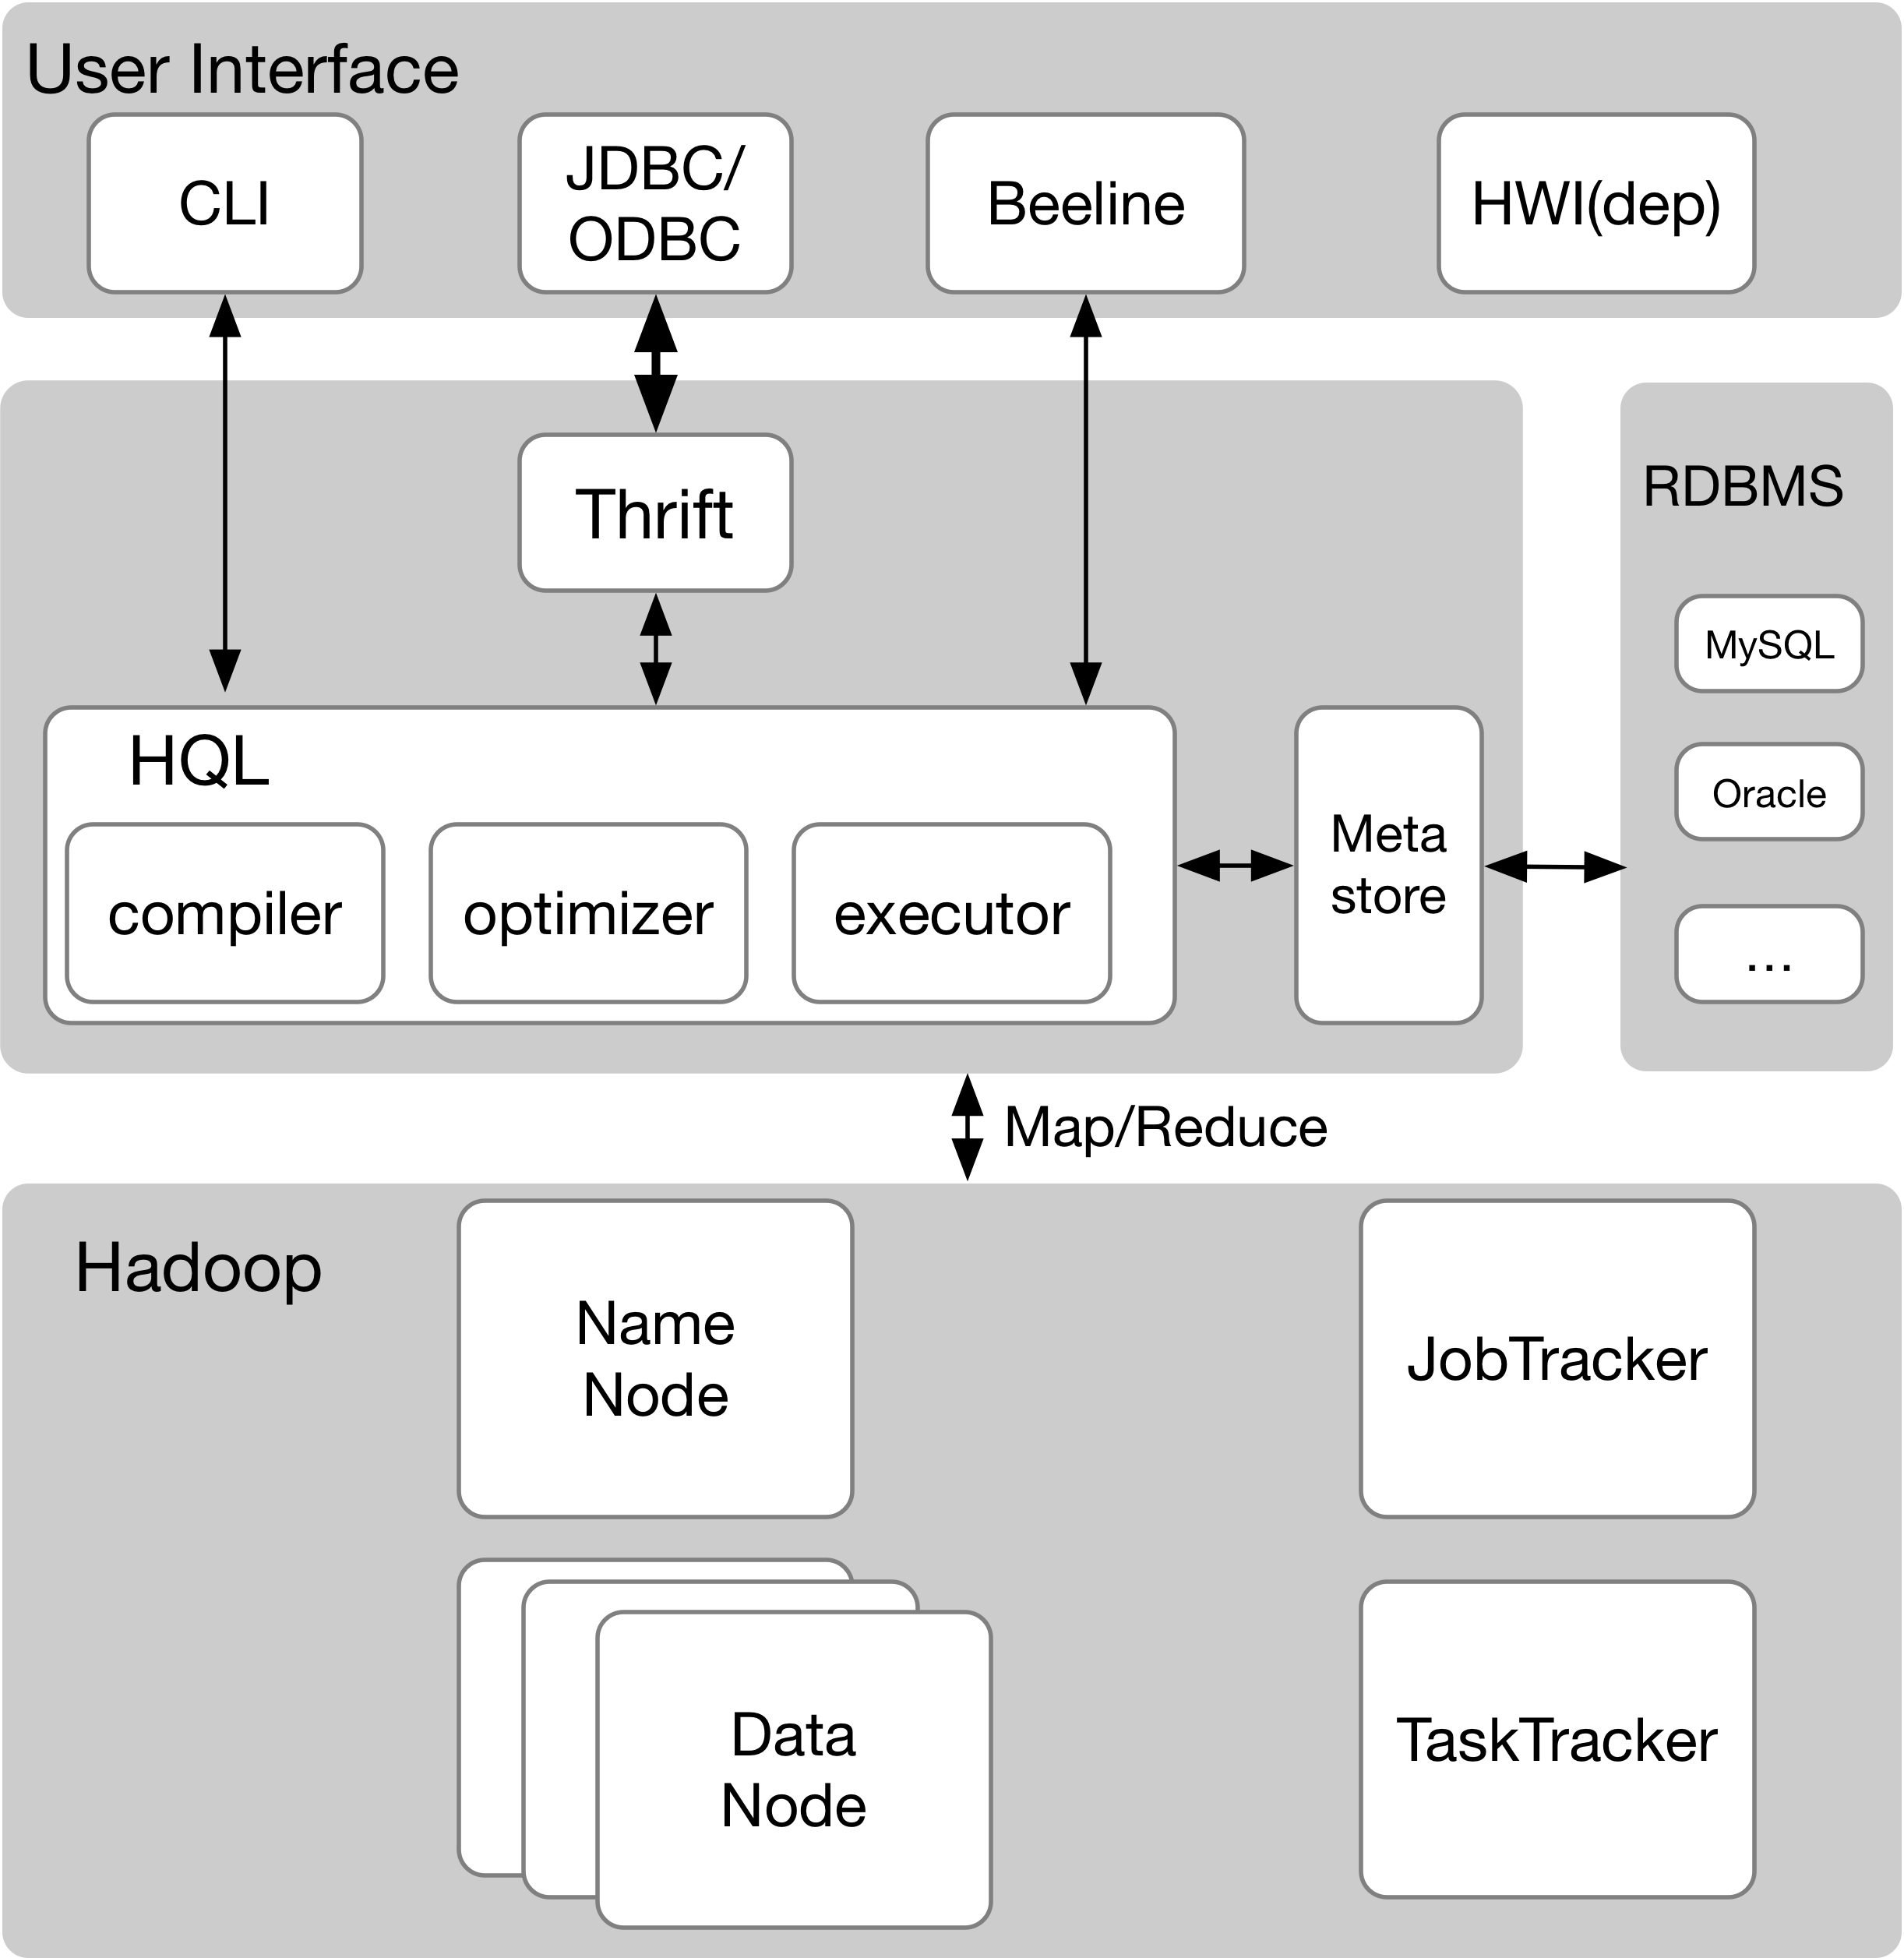 User Interface
CLI
JDBC/
ODBC
Beeline
HWI(dep)
Thrift
RDBMS
MySQL
Oracle
...
HQL
compiler
optimizer
executor
Meta
store
Map/Reduce
Hadoop
Name
Node
JobTracker
Data
Node
TaskTracker